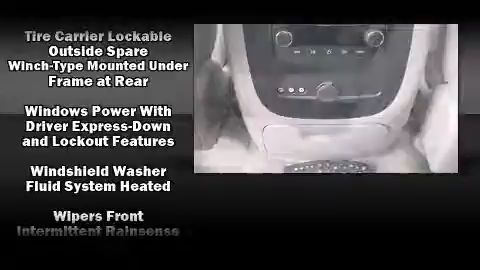 Tire Carrier Lockable
Outside Spare
Winch-Type Mounted Under
Frame at Rear
Windows Power With
Driver Express-Down
and Lockout Features
Windshield Washer
Fluid System Heated
Wipers Front
Intermittent Rainsense